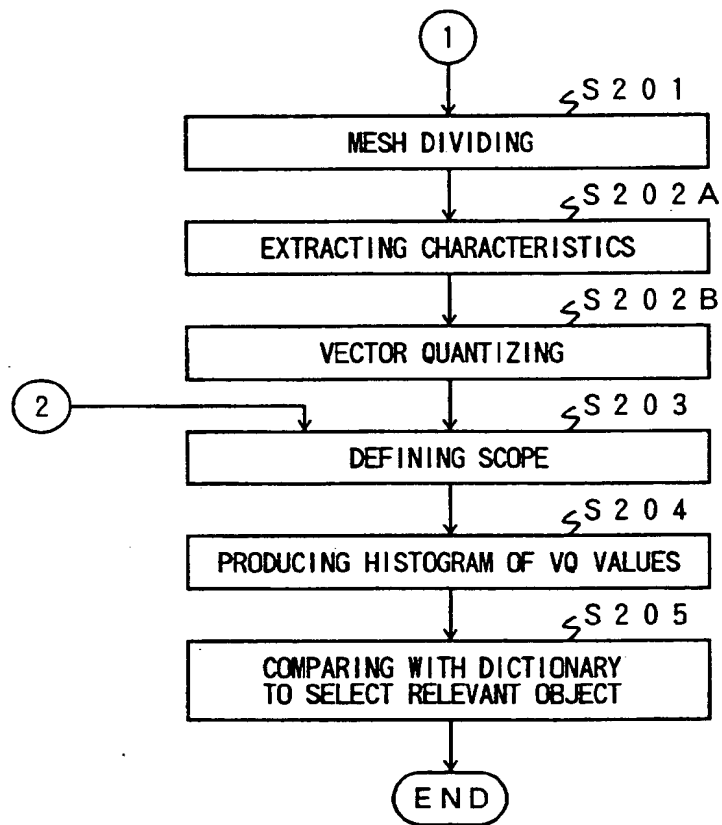 1
S201
MESH DIVIDING
S202A
EXTRACTING CHARACTERISTICS
S202B
VECTOR QUANTIZING
2
S203
DEFINING SCOPE
S204
PRODUCING HISTOGRAM OF VQ VALUES
S205
COMPARING WITH DICTIONARY
TO SELECT RELEVANT OBJECT
END